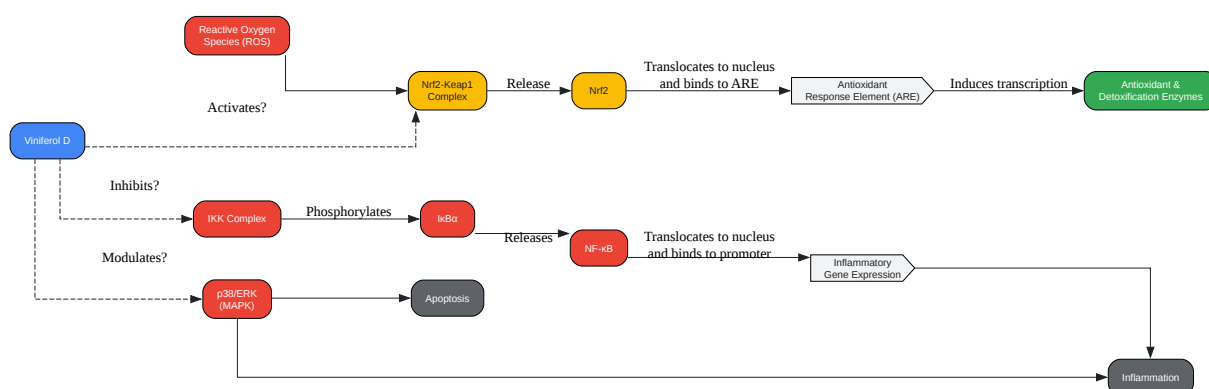 Reactive Oxygen
Species (ROS)
Nrf2-Keap1
Complex
Release
Nrf2
Translocates to nucleus
and binds to ARE
Antioxidant
Response Element (ARE)
Induces transcription
Antioxidant &
Detoxification Enzymes
Activates?
Viniferol D
Inhibits?
IKK Complex
Phosphorylates
IκBα
Releases
NF-κB
Translocates to nucleus
and binds to promoter
Inflammatory
Gene Expression
Modulates?
p38/ERK
(MAPK)
Apoptosis
Inflammation